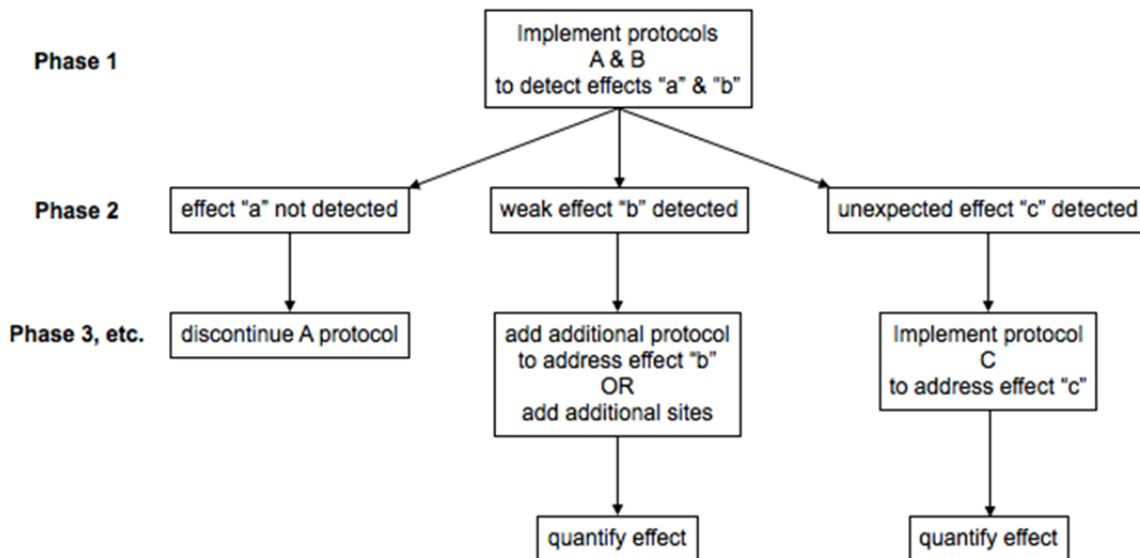 Phase 1
Implement protocols
A & B
to detect effects “a” & “b”
Phase 2
effect “a” not detected
weak effect “b” detected
unexpected effect “c” detected
Phase 3, etc.
discontinue A protocol
add additional protocol
to address effect “b”
OR
add additional sites
Implement protocol
C
to address effect “c”
quantify effect
quantify effect